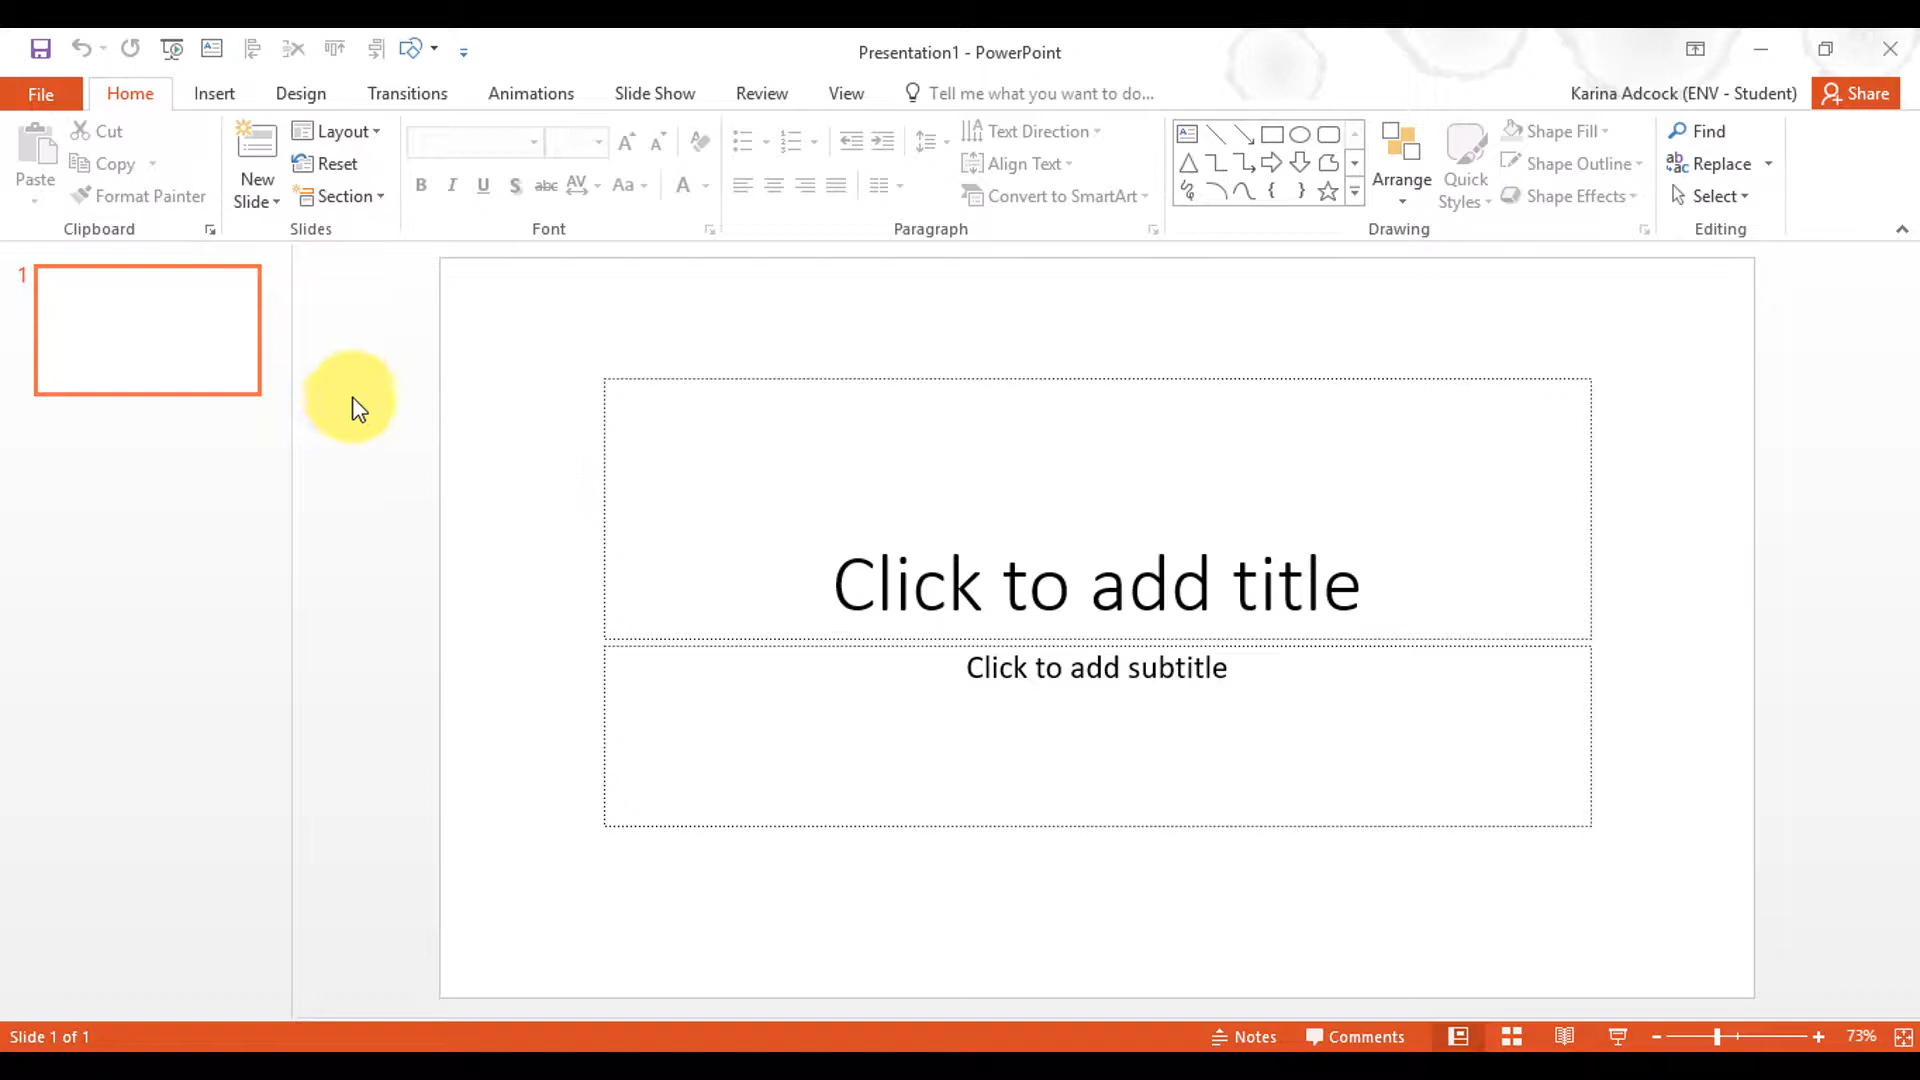 Presentation1 - PowerPoint
File Home Insert Design Transitions Animations Slide Show Review View Tell me what you want to do... Karina Adcock (ENV - Student) Share
Paste
Cut
Copy
Format Painter
Clipboard
New
Slide
Layout
Reset
Section
Slides
B I U S abc AV Aa A
Font
Text Direction
Align Text
Convert to SmartArt
Paragraph
Arrange
Quick
Styles
Shape Fill
Shape Outline
Shape Effects
Drawing
Find
Replace
Select
Editing
1
Click to add title
Click to add subtitle
Slide 1 of 1 Notes Comments 73%